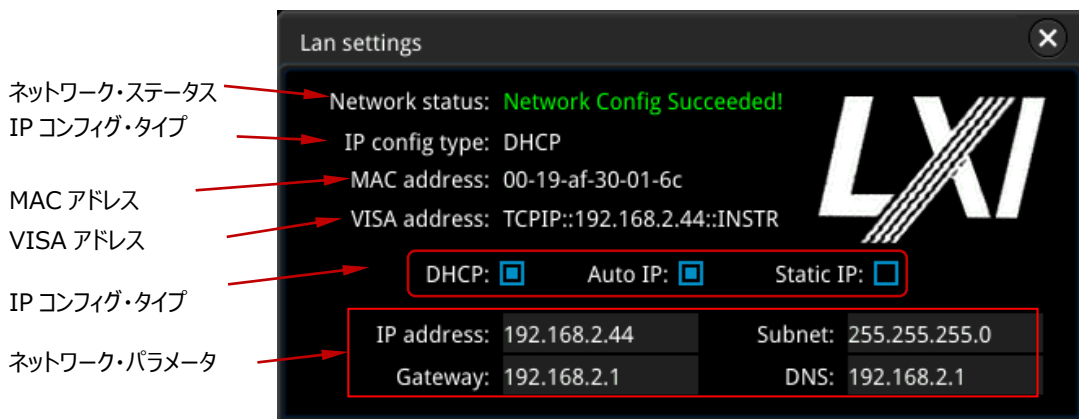 Lan settings
ネットワーク・ステータス
Network status: Network Config Succeeded!
IP コンフィグ・タイプ
IP config type: DHCP
MAC アドレス
MAC address: 00-19-af-30-01-6c
VISA アドレス
VISA address: TCPIP::192.168.2.44::INSTR
LXI
IP コンフィグ・タイプ
DHCP: Auto IP: Static IP:
ネットワーク・パラメータ
IP address: 192.168.2.44 Subnet: 255.255.255.0
Gateway: 192.168.2.1 DNS: 192.168.2.1